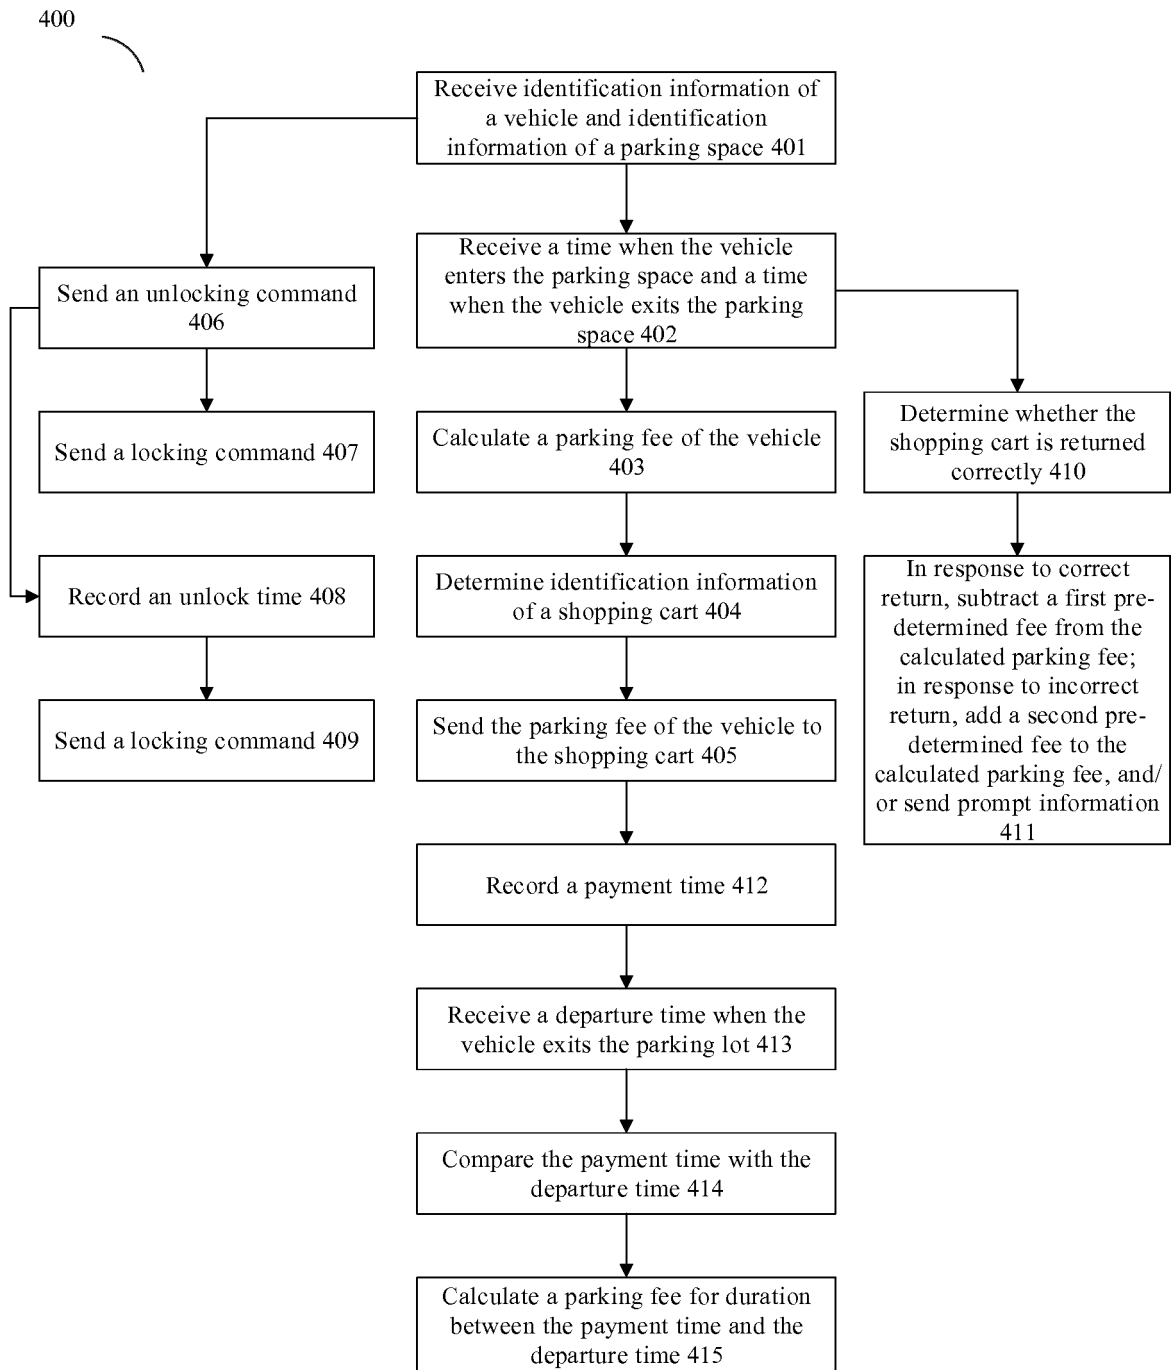 400
Receive identification information of
a vehicle and identification
information of a parking space 401
Receive a time when the vehicle
enters the parking space and a time
when the vehicle exits the parking
space 402
Send an unlocking command
406
Send a locking command 407
Calculate a parking fee of the vehicle
403
Determine whether the
shopping cart is returned
correctly 410
Record an unlock time 408
Determine identification information
of a shopping cart 404
In response to correct
return, subtract a first pre-
determined fee from the
calculated parking fee;
in response to incorrect
return, add a second pre-
determined fee to the
calculated parking fee, and/
or send prompt information
411
Send a locking command 409
Send the parking fee of the vehicle to
the shopping cart 405
Record a payment time 412
Receive a departure time when the
vehicle exits the parking lot 413
Compare the payment time with the
departure time 414
Calculate a parking fee for duration
between the payment time and the
departure time 415